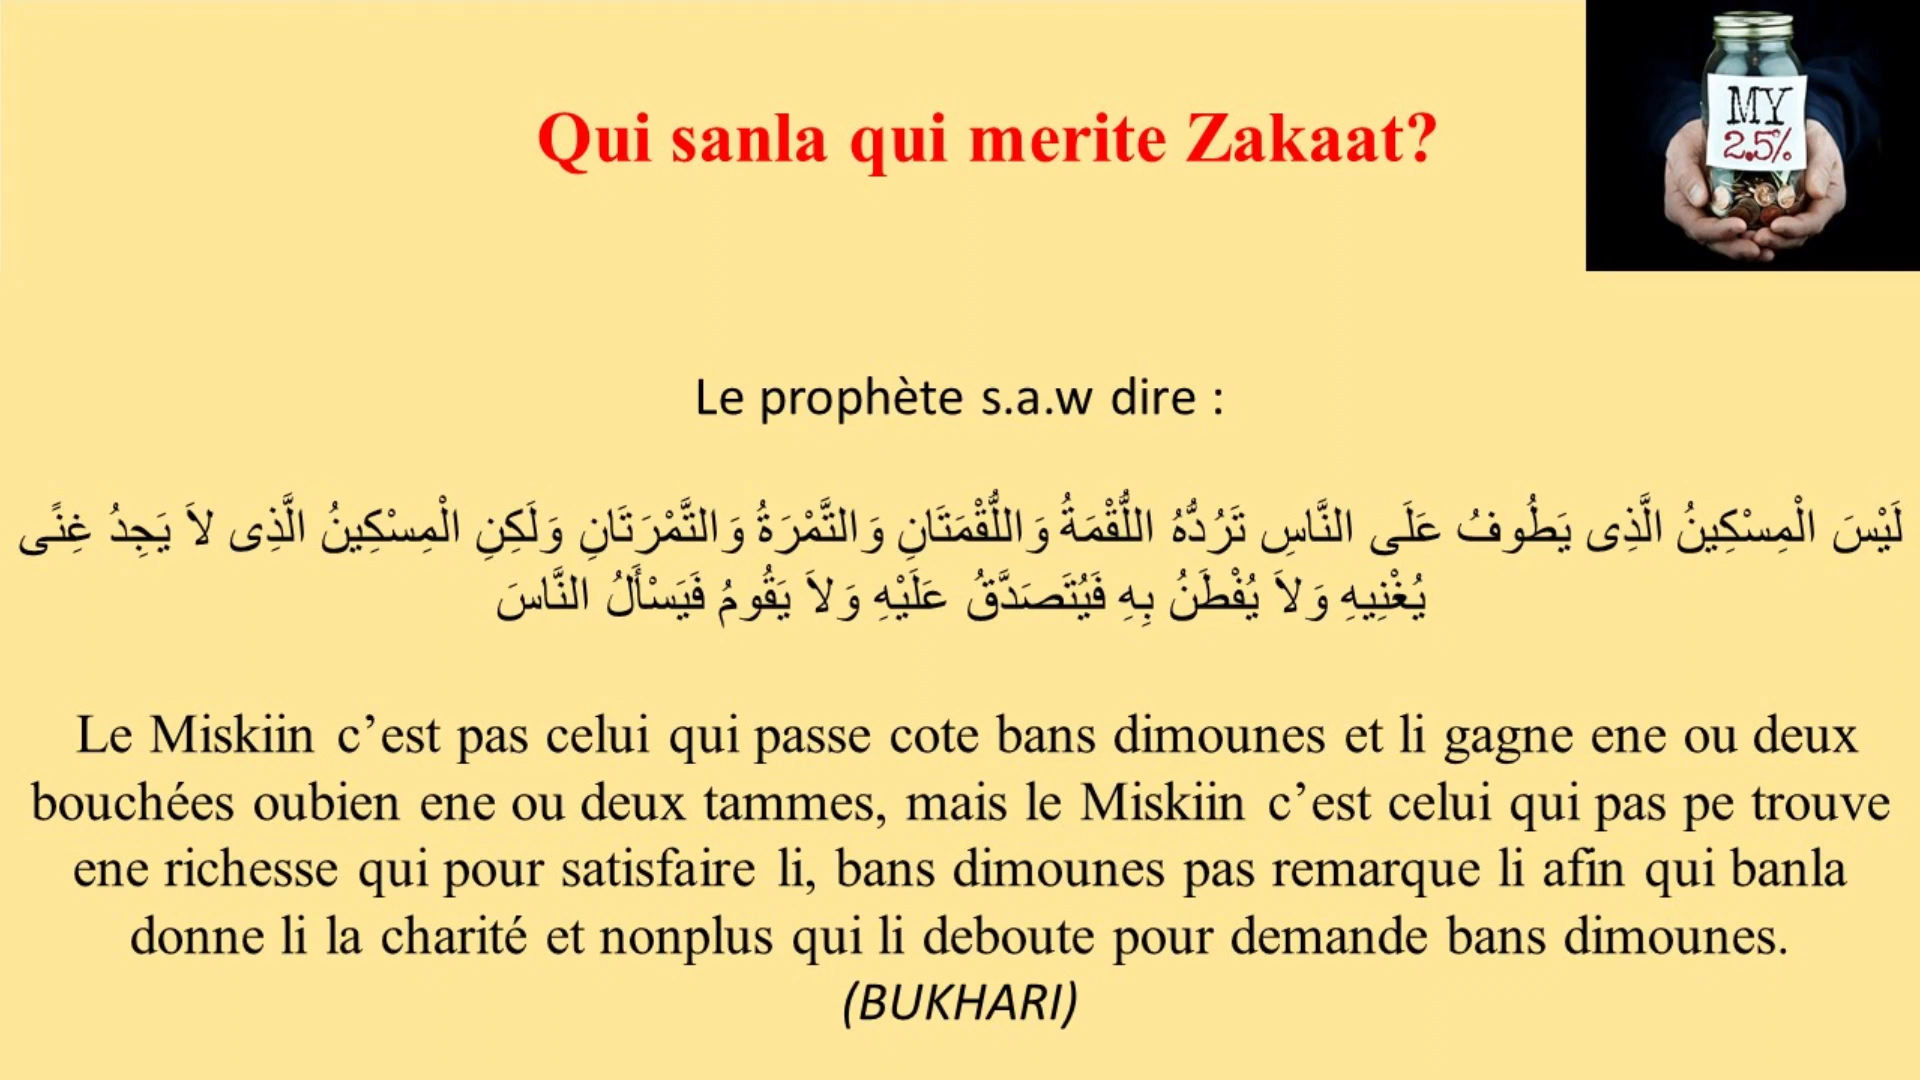 MY
2.5%
Qui sanla qui merite Zakaat?
Le prophète s.a.w dire :
لَيْسَ الْمِسْكِينُ الَّذِى يَطُوفُ عَلَى النَّاسِ تَرُدُّهُ اللُّقْمَةُ وَاللُّقْمَتَانِ وَالتَّمْرَةُ وَالتَّمْرَتَانِ وَلَكِنِ الْمِسْكِينُ الَّذِى لاَ يَجِدُ غِنًى
يُغْنِيهِ وَلاَ يُفْطَنُ بِهِ فَيُتَصَدَّقُ عَلَيْهِ وَلاَ يَقُومُ فَيَسْأَلُ النَّاسَ
Le Miskiin c’est pas celui qui passe cote bans dimounes et li gagne ene ou deux
bouchées oubien ene ou deux tammes, mais le Miskiin c’est celui qui pas pe trouve
ene richesse qui pour satisfaire li, bans dimounes pas remarque li afin qui banla
donne li la charité et nonplus qui li deboute pour demande bans dimounes.
(BUKHARI)